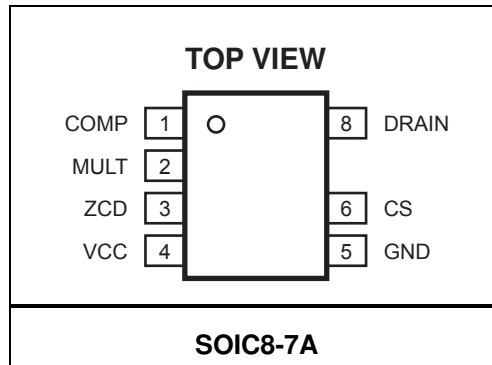 TOP VIEW
COMP 1 8 DRAIN
MULT 2
ZCD 3 6 CS
VCC 4 5 GND
SOIC8-7A